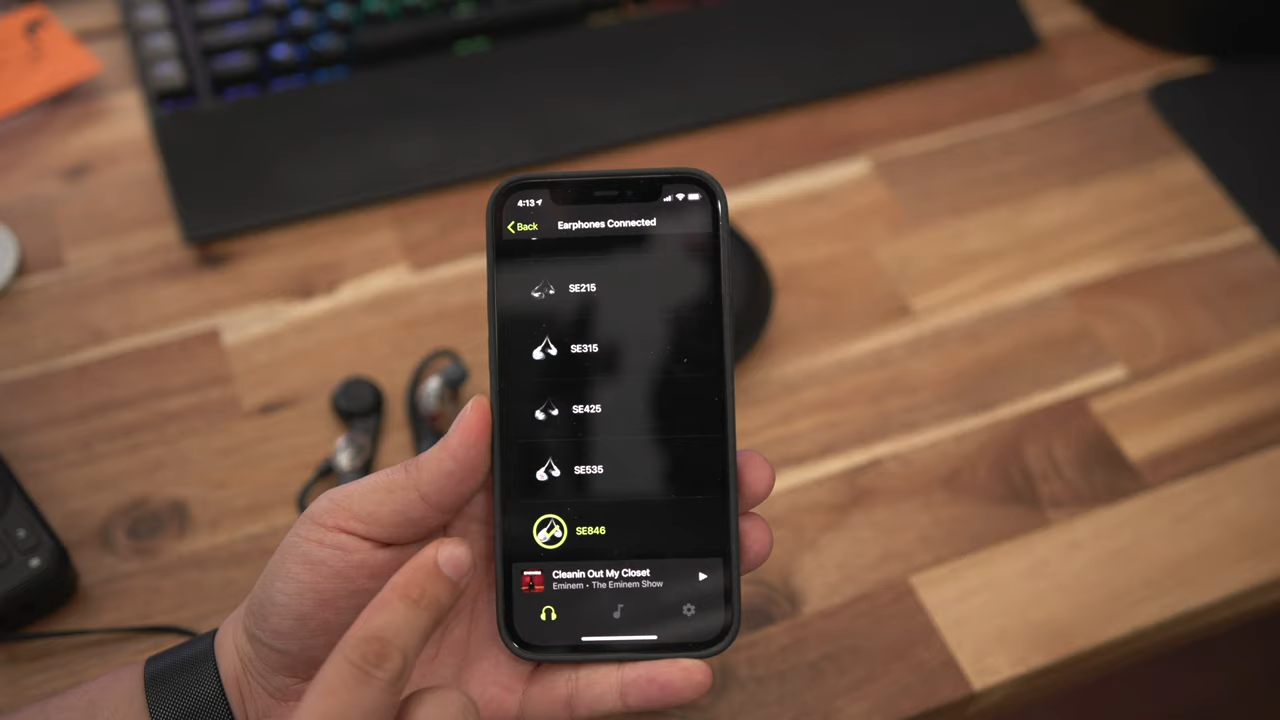 4:13
Back
Earphones Connected
SE215
SE315
SE425
SE535
SE846
Cleanin Out My Closet
Eminem • The Eminem Show